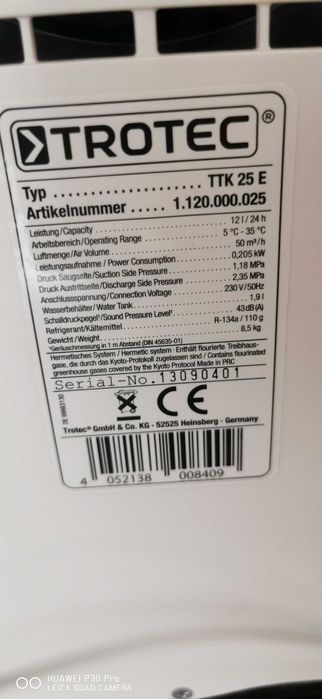 TROTEC®
Typ .................. TTK 25 E
Artikelnummer ..... 1.120.000.025
Leistung/Capacity 12 l / 24 h
Arbeitsbereich/Operating Range 5 °C - 35 °C
Luftmenge/Air Volume 50 m³/h
Leistungsaufnahme / Power Consumption 0,205 kW
Druck Saugseite/Suction Side Pressure 1,18 MPa
Druck Austrittseite/Discharge Side Pressure 2,35 MPa
Anschlussspannung/Connection Voltage 230 V/50Hz
Wasserbehälter/Water Tank 1,9 l
Schalldruckpegel¹/Sound Pressure Level¹ 43 dB (A)
Refrigerant/Kältemittel R-134a / 110 g
Gewicht/Weight 8,5 kg
¹Geräuschmessung in 1 m Abstand (DIN 45635-01)
Hermetisches System / Hermetic system · Enthält fluorierte Treibhaus-
gase, die durch das Kyoto-Protokoll zugelassen sind / Contains flourinated
greenhouse gases covered by the Kyoto Protocol Made in PRC
Serial-No.13090401
CE
Trotec® GmbH & Co. KG · 52525 Heinsberg · Germany
4 052138 008409
HUAWEI P30 Pro
LEICA QUAD CAMERA